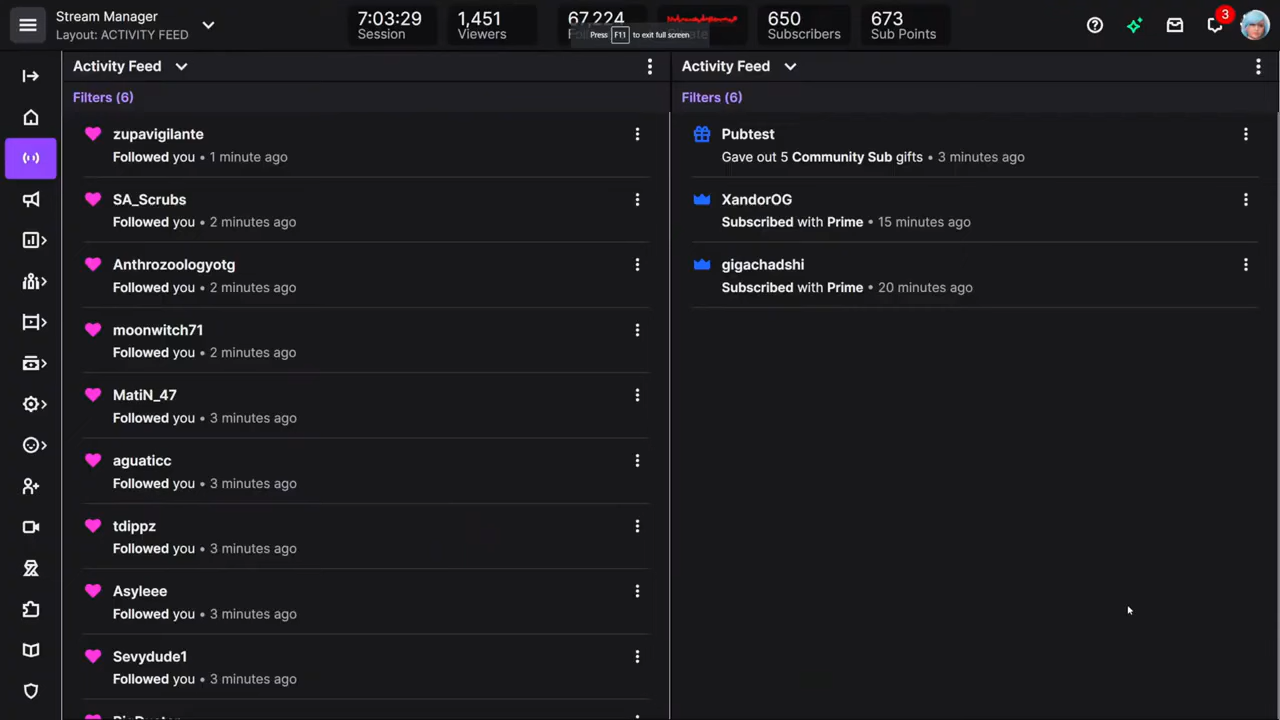 Stream Manager
Layout: ACTIVITY FEED
7:03:29
Session
1,451
Viewers
67,224
650
Subscribers
673
Sub Points
3
Press F11 to exit full screen
Activity Feed
Filters (6)
zupavigilante
Followed you • 1 minute ago
SA_Scrubs
Followed you • 2 minutes ago
Anthrozoologyotg
Followed you • 2 minutes ago
moonwitch71
Followed you • 2 minutes ago
MatiN_47
Followed you • 3 minutes ago
aguaticc
Followed you • 3 minutes ago
tdippz
Followed you • 3 minutes ago
Asyleee
Followed you • 3 minutes ago
Sevydude1
Followed you • 3 minutes ago
Activity Feed
Filters (6)
Pubtest
Gave out 5 Community Sub gifts • 3 minutes ago
XandorOG
Subscribed with Prime • 15 minutes ago
gigachadshi
Subscribed with Prime • 20 minutes ago